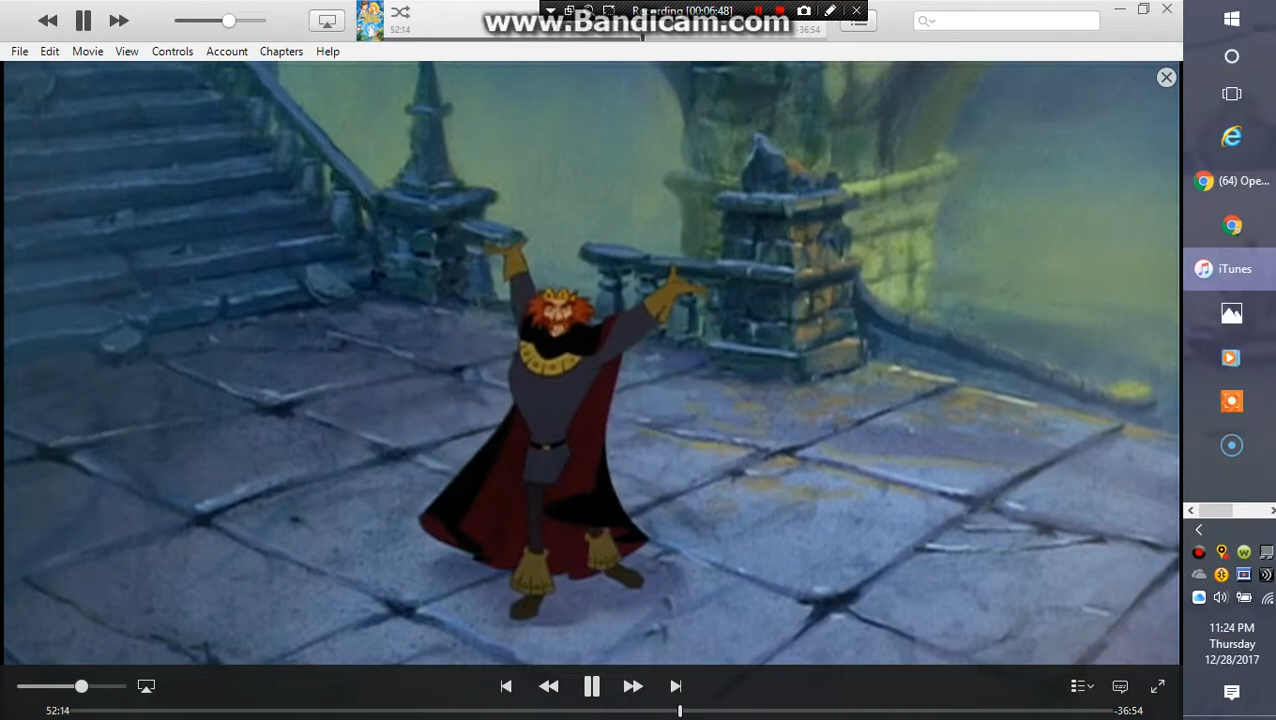 Recording [00:06:48]
www.Bandicam.com
52:14
-36:54
File Edit Movie View Controls Account Chapters Help
(64) Ope...
iTunes
11:24 PM
Thursday
12/28/2017
52:14
-36:54